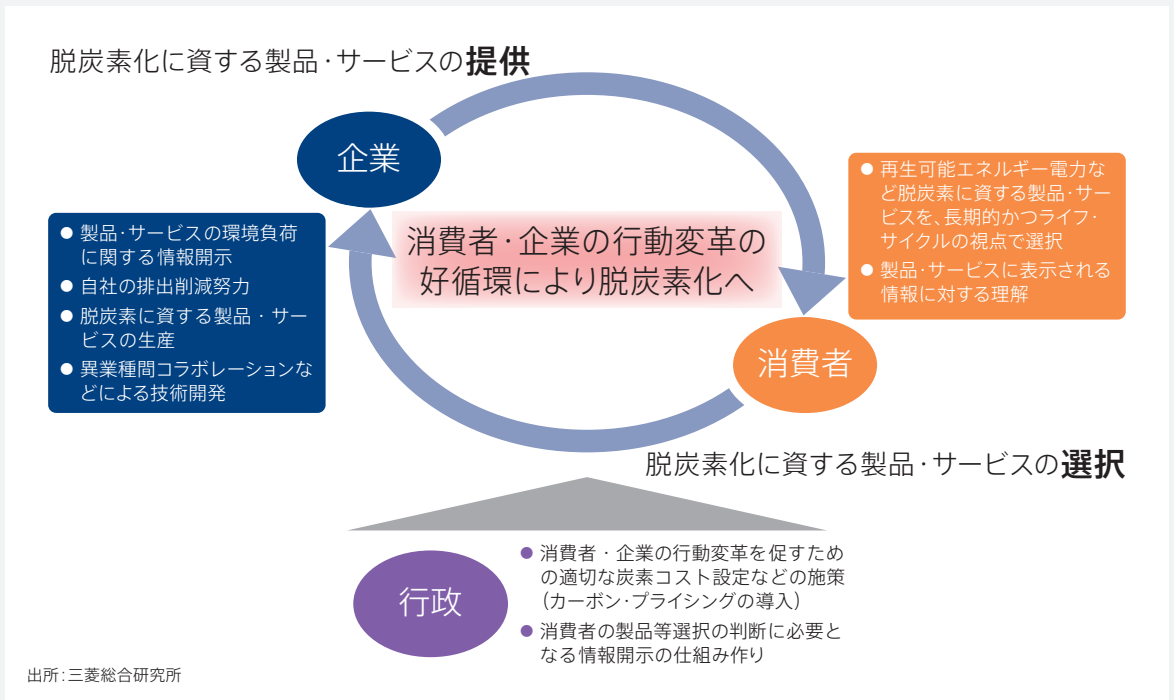 脱炭素化に資する製品･サービスの提供
企業
● 製品･サービスの環境負荷
に関する情報開示
● 自社の排出削減努力
● 脱炭素に資する製品・サー
ビスの生産
● 異業種間コラボレーションな
どによる技術開発
消費者･企業の行動変革の
好循環により脱炭素化へ
● 再生可能エネルギー電力な
ど脱炭素に資する製品･サー
ビスを、長期的かつライフ･
サイクルの視点で選択
● 製品･サービスに表示される
情報に対する理解
消費者
脱炭素化に資する製品･サービスの選択
行政
● 消費者・企業の行動変革を促すため
の適切な炭素コスト設定などの施策
（カーボン･プライシングの導入）
● 消費者の製品等選択の判断に必要と
なる情報開示の仕組み作り
出所：三菱総合研究所